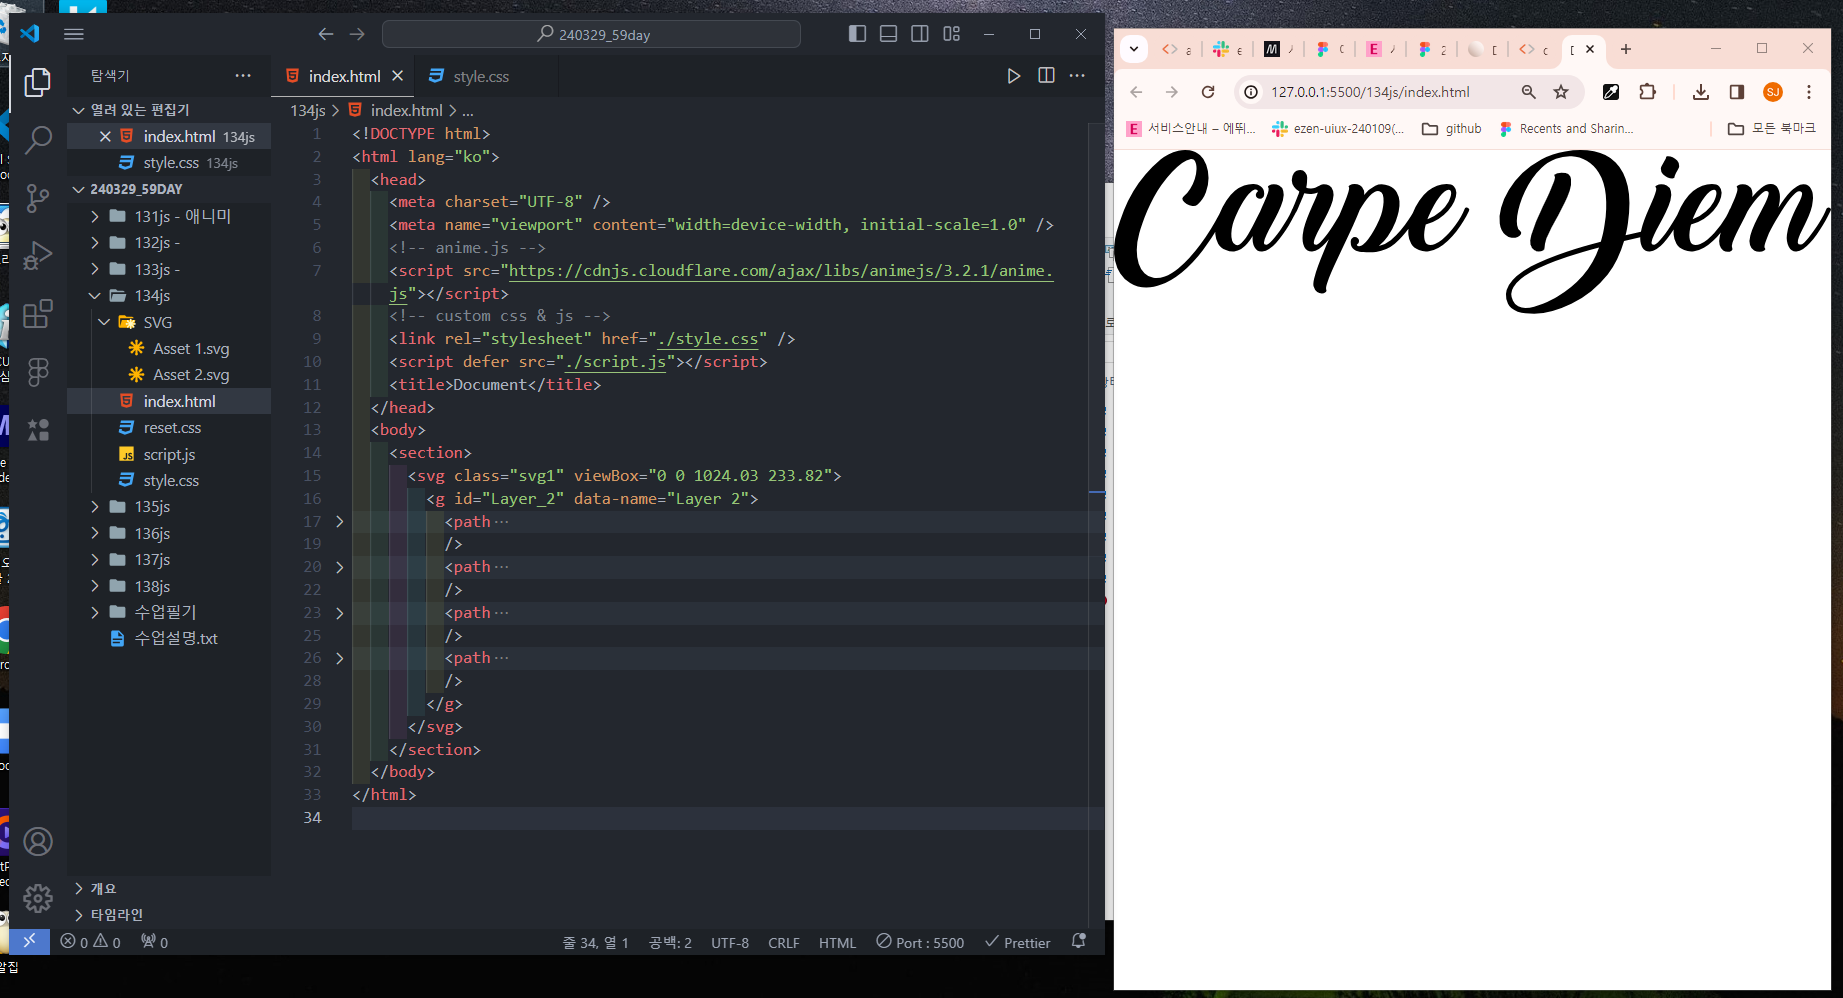 240329_59day
탐색기
열려 있는 편집기
index.html 134js
style.css 134js
240329_59DAY
131js - 애니미
132js -
133js -
134js
SVG
Asset 1.svg
Asset 2.svg
index.html
reset.css
script.js
style.css
135js
136js
137js
138js
수업필기
수업설명.txt
개요
타임라인
index.html
style.css
134js > index.html > ...
1 <!DOCTYPE html>
2 <html lang="ko">
3 <head>
4 <meta charset="UTF-8" />
5 <meta name="viewport" content="width=device-width, initial-scale=1.0" />
6 <!-- anime.js -->
7 <script src="https://cdnjs.cloudflare.com/ajax/libs/animejs/3.2.1/anime.
js"></script>
8 <!-- custom css & js -->
9 <link rel="stylesheet" href="./style.css" />
10 <script defer src="./script.js"></script>
11 <title>Document</title>
12 </head>
13 <body>
14 <section>
15 <svg class="svg1" viewBox="0 0 1024.03 233.82">
16 <g id="Layer_2" data-name="Layer 2">
17 <path ...
19 />
20 <path ...
22 />
23 <path ...
25 />
26 <path ...
28 />
29 </g>
30 </svg>
31 </section>
32 </body>
33 </html>
34
0 0 0
줄 34, 열 1 공백: 2 UTF-8 CRLF HTML Port : 5500 Prettier
알집
127.0.0.1:5500/134js/index.html
SJ
서비스안내 – 에뛰... ezen-uiux-240109(... github Recents and Sharin... 모든 북마크
Carpe Diem